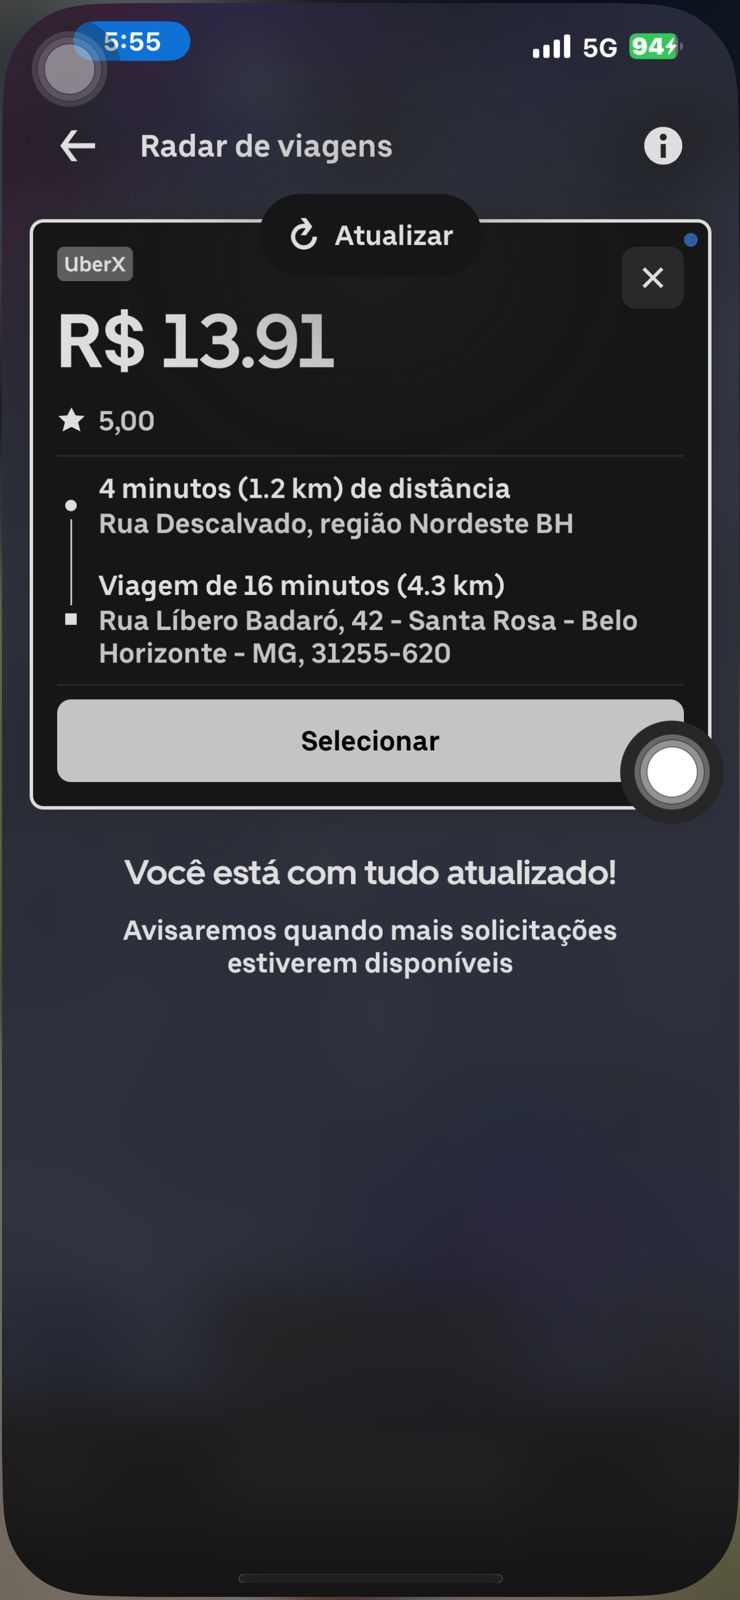 5:55
5G 94
Radar de viagens
Atualizar
UberX
R$ 13.91
5,00
4 minutos (1.2 km) de distância
Rua Descalvado, região Nordeste BH
Viagem de 16 minutos (4.3 km)
Rua Líbero Badaró, 42 - Santa Rosa - Belo
Horizonte - MG, 31255-620
Selecionar
Você está com tudo atualizado!
Avisaremos quando mais solicitações
estiverem disponíveis